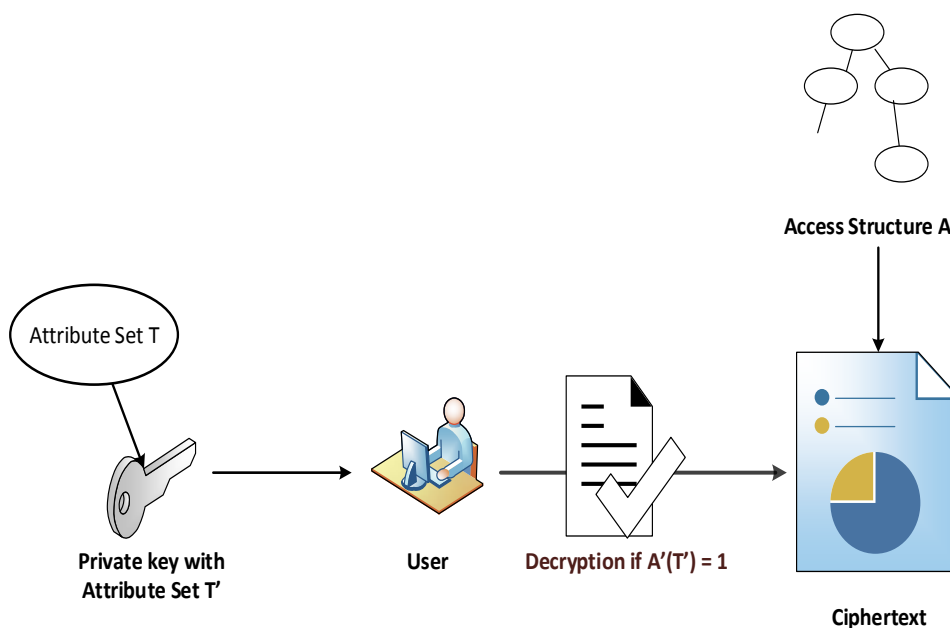 Access Structure A
Attribute Set T
Private key with
Attribute Set T’
User
Decryption if A’(T’) = 1
Ciphertext